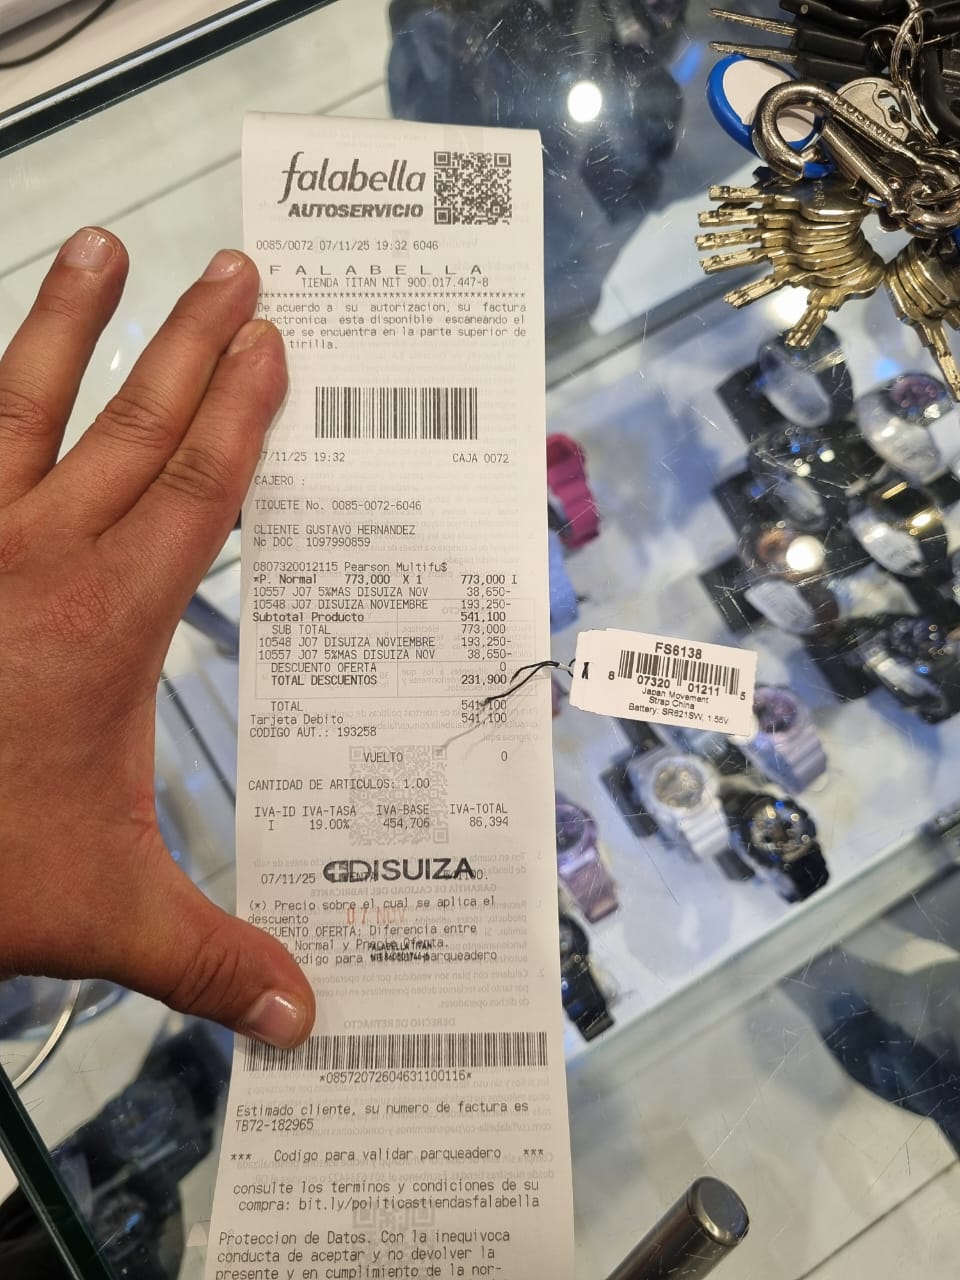 falabella
AUTOSERVICIO
0085/0072 07/11/25 19:32 6046
F A L A B E L L A
TIENDA TITAN NIT 900.017.447-8
De acuerdo a su autorizacion, su factura
electronica esta disponible escaneando el
que se encuentra en la parte superior de
tirilla.
7/11/25 19:32 CAJA 0072
CAJERO :
TIQUETE No. 0085-0072-6046
CLIENTE GUSTAVO HERNANDEZ
No DOC 1097990859
0807320012115 Pearson Multifu$
*P. Normal 773,000 X 1 773,000 I
10557 J07 5%MAS DISUIZA NOV 38,650-
10548 J07 DISUIZA NOVIEMBRE 193,250-
Subtotal Producto 541,100
SUB TOTAL 773,000
10548 J07 DISUIZA NOVIEMBRE 193,250-
10557 J07 5%MAS DISUIZA NOV 38,650-
DESCUENTO OFERTA 0
TOTAL DESCUENTOS 231,900
TOTAL 541,100
Tarjeta Debito 541,100
CODIGO AUT.: 193258
VUELTO 0
CANTIDAD DE ARTICULOS: 1.00
IVA-ID IVA-TASA IVA-BASE IVA-TOTAL
I 19.00% 454,706 86,394
DISUIZA
07/11/25
(*) Precio sobre el cual se aplica el
descuento
07 NOV
DESCUENTO OFERTA: Diferencia entre
Normal y Precio Oferta.
FALABELLA TITAN
odigo para parqueadero
*08572072604631100116*
Estimado cliente, su numero de factura es
TB72-182965
*** Codigo para validar parqueadero ***
consulte los terminos y condiciones de su
compra: bit.ly/politicastiendasfalabella
Proteccion de Datos. Con la inequivoca
conducta de aceptar y no devolver la
presente y en cumplimiento de la nor-
FS6138
8 07320 01211 5
Japan Movement
Strap China
Battery: SR621SW, 1.55V